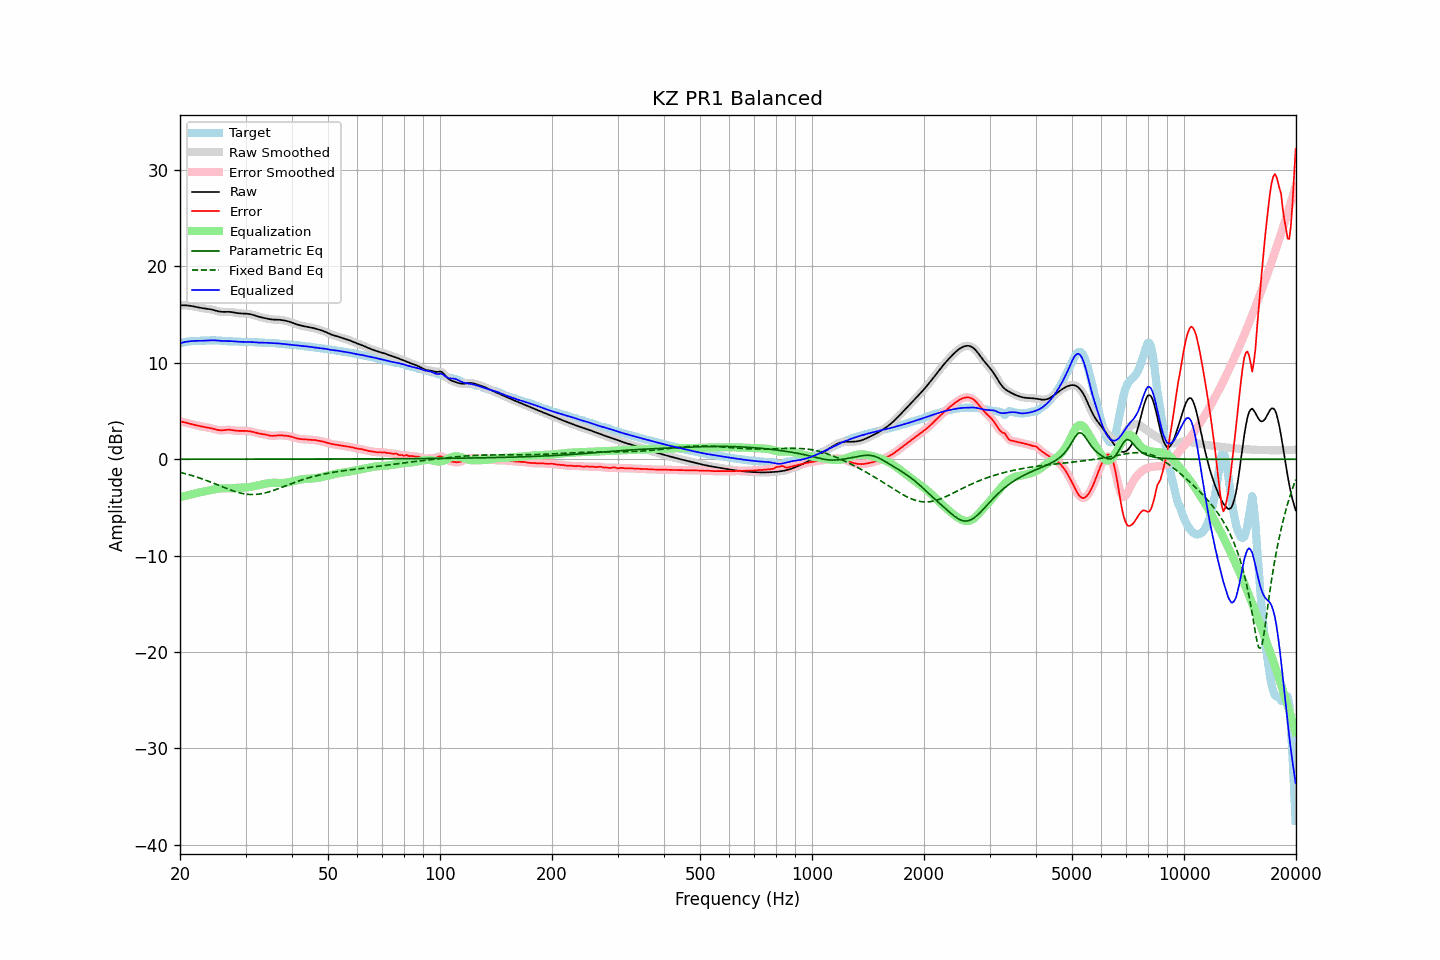 KZ PR1 Balanced
Target
Raw Smoothed
Error Smoothed
Raw
Error
Equalization
Parametric Eq
Fixed Band Eq
Equalized
Amplitude (dBr)
30
20
10
0
−10
−20
−30
−40
20 50 100 200 500 1000 2000 5000 10000 20000
Frequency (Hz)